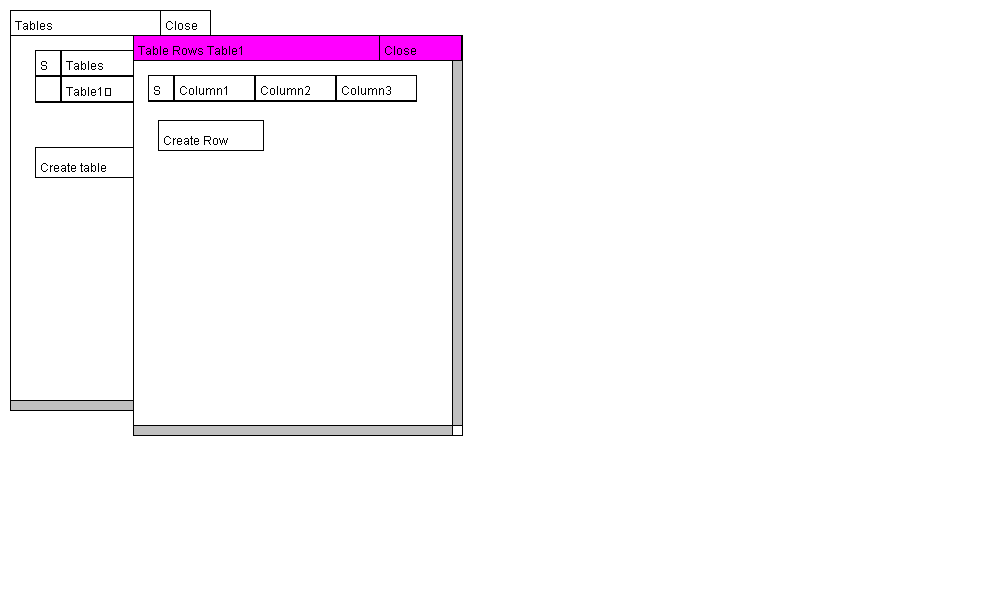 Tables Close
Table Rows Table1 Close
S Tables
Table1
S Column1 Column2 Column3
Create Row
Create table